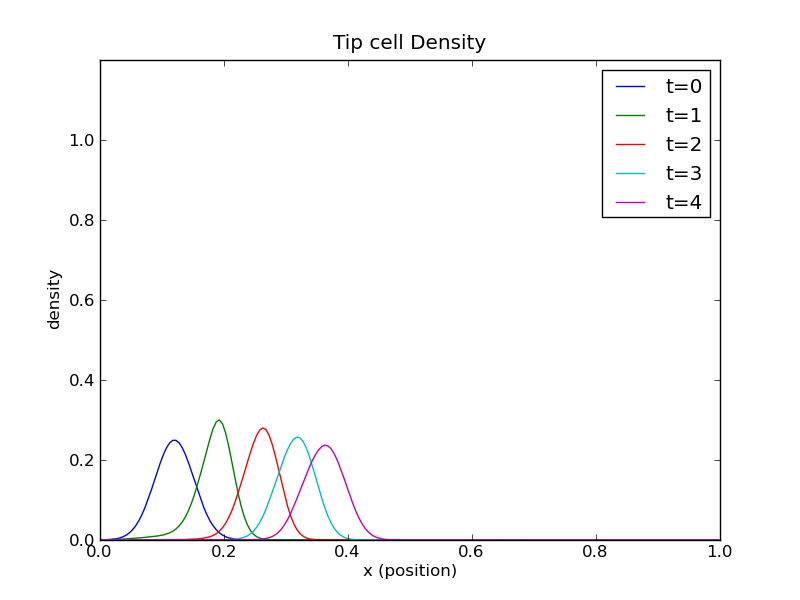 Tip cell Density
t=0
t=1
t=2
t=3
t=4
1.0
0.8
0.6
0.4
0.2
0.0
density
0.0 0.2 0.4 0.6 0.8 1.0
x (position)